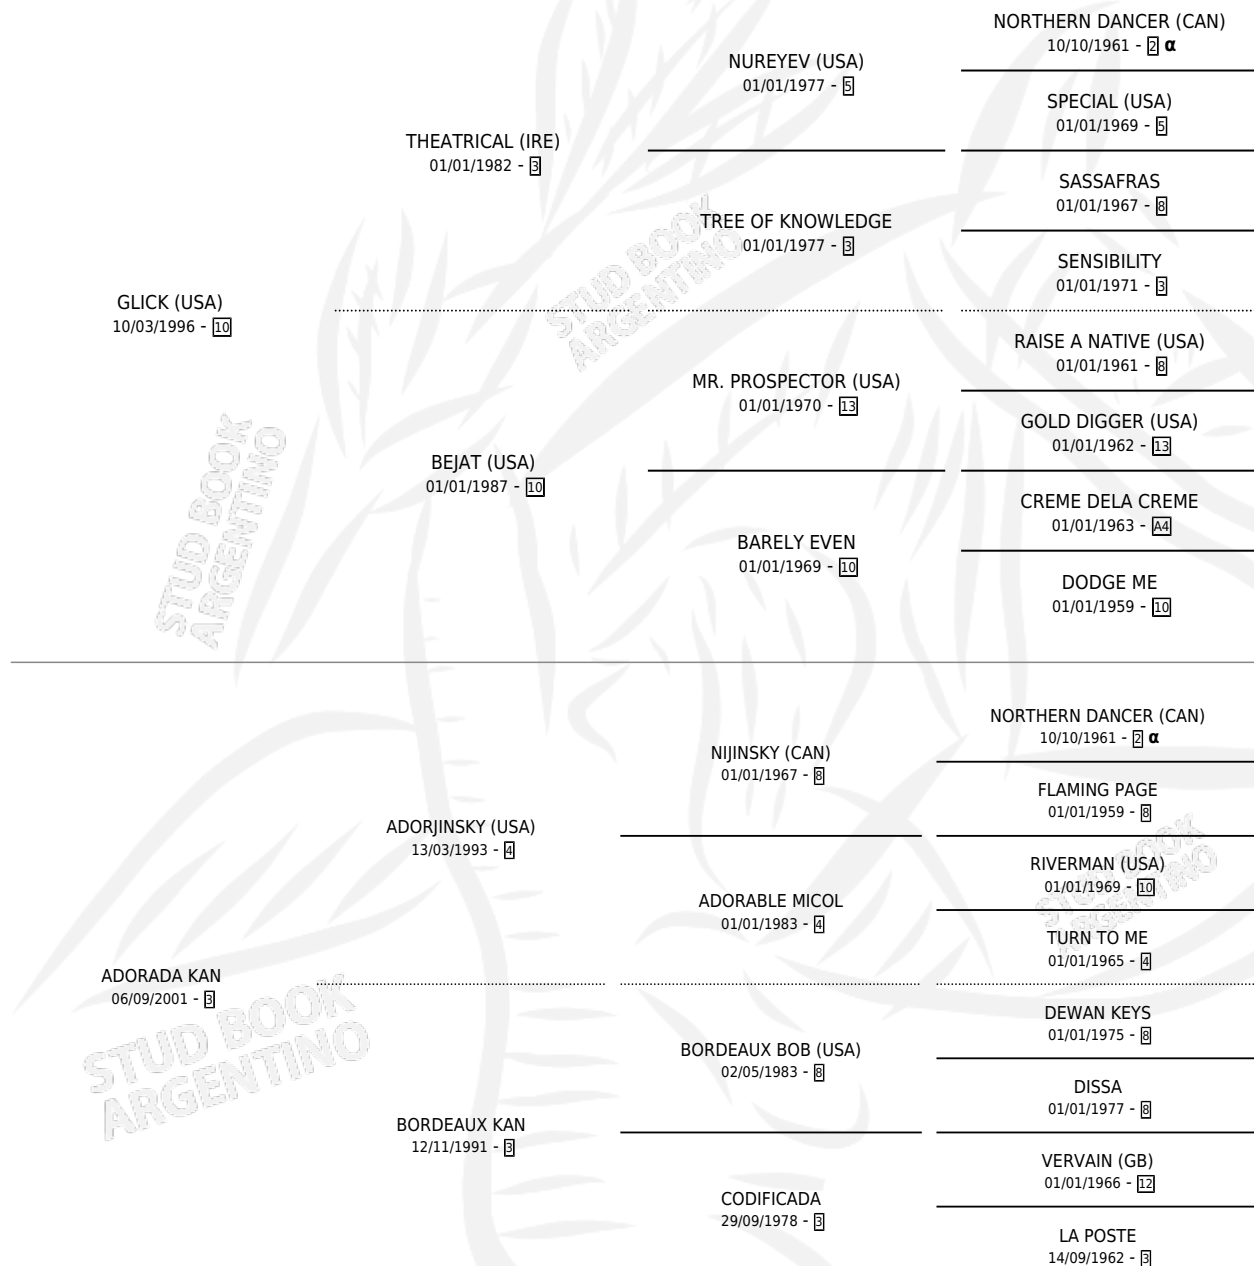 NORTHERN DANCER (CAN)
10/10/1961 - 2 α
NUREYEV (USA)
01/01/1977 - 5
SPECIAL (USA)
01/01/1969 - 5
THEATRICAL (IRE)
01/01/1982 - 3
SASSAFRAS
01/01/1967 - 8
TREE OF KNOWLEDGE
01/01/1977 - 3
SENSIBILITY
01/01/1971 - 3
GLICK (USA)
10/03/1996 - 10
RAISE A NATIVE (USA)
01/01/1961 - 8
MR. PROSPECTOR (USA)
01/01/1970 - 13
GOLD DIGGER (USA)
01/01/1962 - 13
BEJAT (USA)
01/01/1987 - 10
CREME DELA CREME
01/01/1963 - A4
BARELY EVEN
01/01/1969 - 10
DODGE ME
01/01/1959 - 10
STUD BOOK
ARGENTINO
STUD BOOK
ARGENTINO
NORTHERN DANCER (CAN)
10/10/1961 - 2 α
NIJINSKY (CAN)
01/01/1967 - 8
FLAMING PAGE
01/01/1959 - 8
ADORJINSKY (USA)
13/03/1993 - 4
RIVERMAN (USA)
01/01/1969 - 10
ADORABLE MICOL
01/01/1983 - 4
TURN TO ME
01/01/1965 - 4
ADORADA KAN
06/09/2001 - 3
DEWAN KEYS
01/01/1975 - 8
BORDEAUX BOB (USA)
02/05/1983 - 8
DISSA
01/01/1977 - 8
BORDEAUX KAN
12/11/1991 - 3
VERVAIN (GB)
01/01/1966 - 12
CODIFICADA
29/09/1978 - 3
LA POSTE
14/09/1962 - 3
STUD BOOK
ARGENTINO
STUD BOOK
ARGENTINO